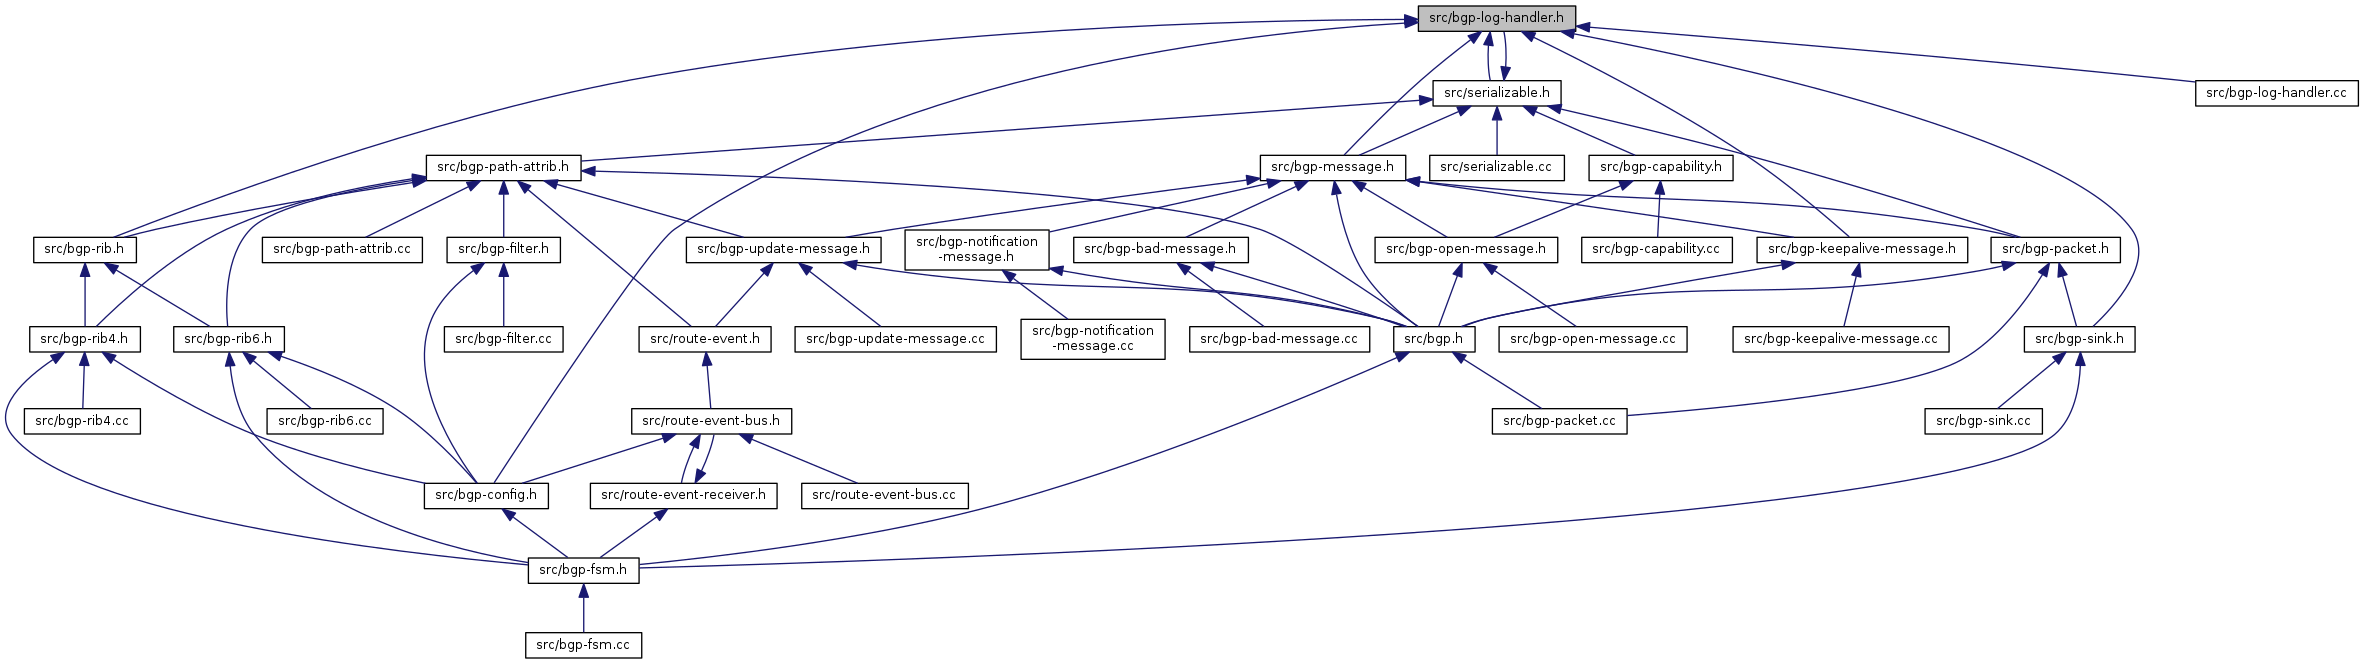 src/bgp-log-handler.h
src/serializable.h
src/bgp-log-handler.cc
src/bgp-path-attrib.h
src/bgp-message.h
src/serializable.cc
src/bgp-capability.h
src/bgp-rib.h
src/bgp-path-attrib.cc
src/bgp-filter.h
src/bgp-update-message.h
src/bgp-notification
-message.h
src/bgp-bad-message.h
src/bgp-open-message.h
src/bgp-capability.cc
src/bgp-keepalive-message.h
src/bgp-packet.h
src/bgp-rib4.h
src/bgp-rib6.h
src/bgp-filter.cc
src/route-event.h
src/bgp-update-message.cc
src/bgp-notification
-message.cc
src/bgp-bad-message.cc
src/bgp.h
src/bgp-open-message.cc
src/bgp-keepalive-message.cc
src/bgp-sink.h
src/bgp-rib4.cc
src/bgp-rib6.cc
src/route-event-bus.h
src/bgp-packet.cc
src/bgp-sink.cc
src/bgp-config.h
src/route-event-receiver.h
src/route-event-bus.cc
src/bgp-fsm.h
src/bgp-fsm.cc